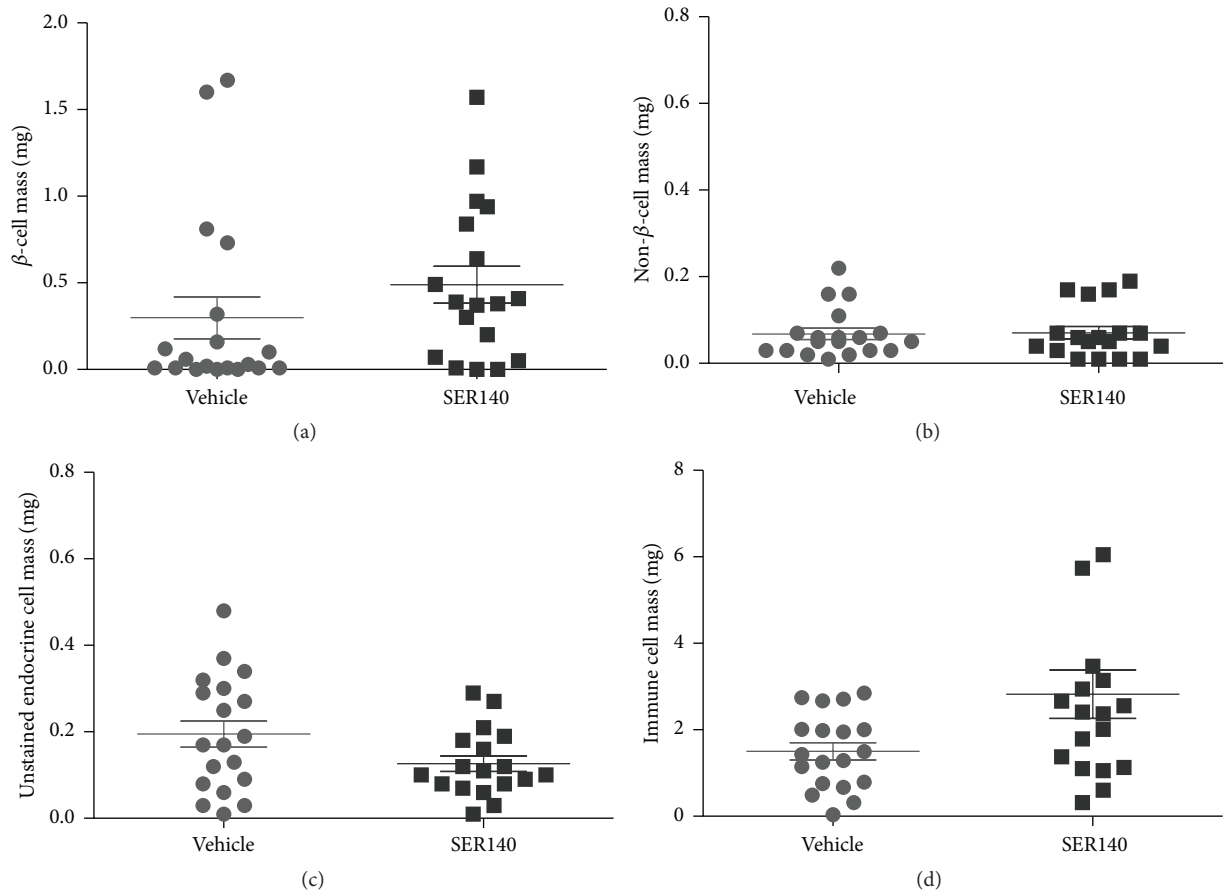 β-cell mass (mg)
2.0
1.5
1.0
0.5
0.0
Vehicle
SER140
(a)
Non-β-cell mass (mg)
0.8
0.6
0.4
0.2
0.0
Vehicle
SER140
(b)
Unstained endocrine cell mass (mg)
0.8
0.6
0.4
0.2
0.0
Vehicle
SER140
(c)
Immune cell mass (mg)
8
6
4
2
0
Vehicle
SER140
(d)